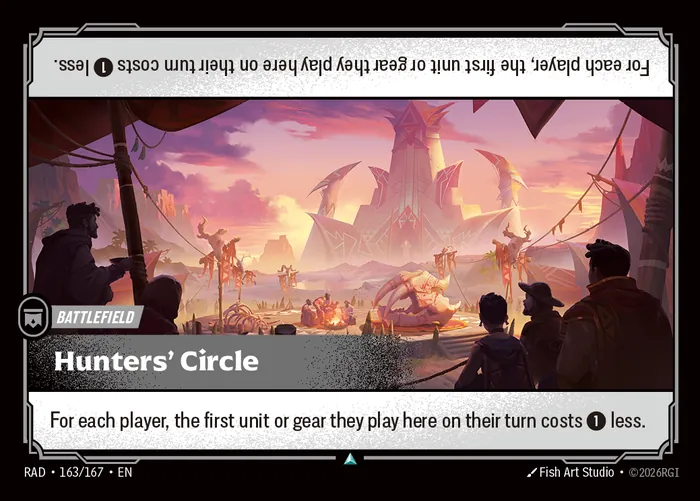 For each player, the first unit or gear they play here on their turn costs 1 less.
BATTLEFIELD
Hunters' Circle
For each player, the first unit or gear they play here on their turn costs 1 less.
RAD • 163/167 • EN
Fish Art Studio • ©2026RGI